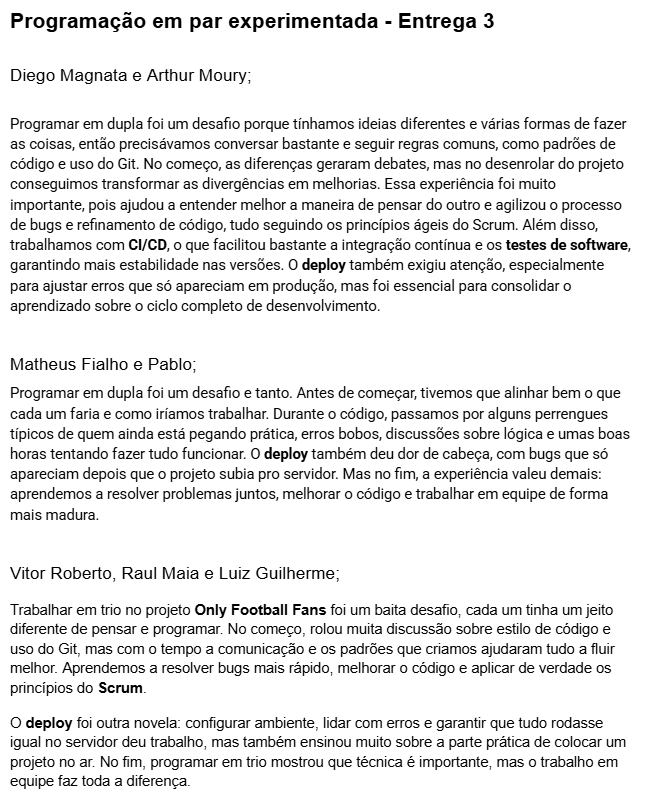 Programação em par experimentada - Entrega 3
Diego Magnata e Arthur Moury;
Programar em dupla foi um desafio porque tínhamos ideias diferentes e várias formas de fazer
as coisas, então precisávamos conversar bastante e seguir regras comuns, como padrões de
código e uso do Git. No começo, as diferenças geraram debates, mas no desenrolar do projeto
conseguimos transformar as divergências em melhorias. Essa experiência foi muito
importante, pois ajudou a entender melhor a maneira de pensar do outro e agilizou o processo
de bugs e refinamento de código, tudo seguindo os princípios ágeis do Scrum. Além disso,
trabalhamos com CI/CD, o que facilitou bastante a integração contínua e os testes de software,
garantindo mais estabilidade nas versões. O deploy também exigiu atenção, especialmente
para ajustar erros que só apareciam em produção, mas foi essencial para consolidar o
aprendizado sobre o ciclo completo de desenvolvimento.
Matheus Fialho e Pablo;
Programar em dupla foi um desafio e tanto. Antes de começar, tivemos que alinhar bem o que
cada um faria e como iríamos trabalhar. Durante o código, passamos por alguns perrengues
típicos de quem ainda está pegando prática, erros bobos, discussões sobre lógica e umas boas
horas tentando fazer tudo funcionar. O deploy também deu dor de cabeça, com bugs que só
apareciam depois que o projeto subia pro servidor. Mas no fim, a experiência valeu demais:
aprendemos a resolver problemas juntos, melhorar o código e trabalhar em equipe de forma
mais madura.
Vitor Roberto, Raul Maia e Luiz Guilherme;
Trabalhar em trio no projeto Only Football Fans foi um baita desafio, cada um tinha um jeito
diferente de pensar e programar. No começo, rolou muita discussão sobre estilo de código e
uso do Git, mas com o tempo a comunicação e os padrões que criamos ajudaram tudo a fluir
melhor. Aprendemos a resolver bugs mais rápido, melhorar o código e aplicar de verdade os
princípios do Scrum.
O deploy foi outra novela: configurar ambiente, lidar com erros e garantir que tudo rodasse
igual no servidor deu trabalho, mas também ensinou muito sobre a parte prática de colocar um
projeto no ar. No fim, programar em trio mostrou que técnica é importante, mas o trabalho em
equipe faz toda a diferença.